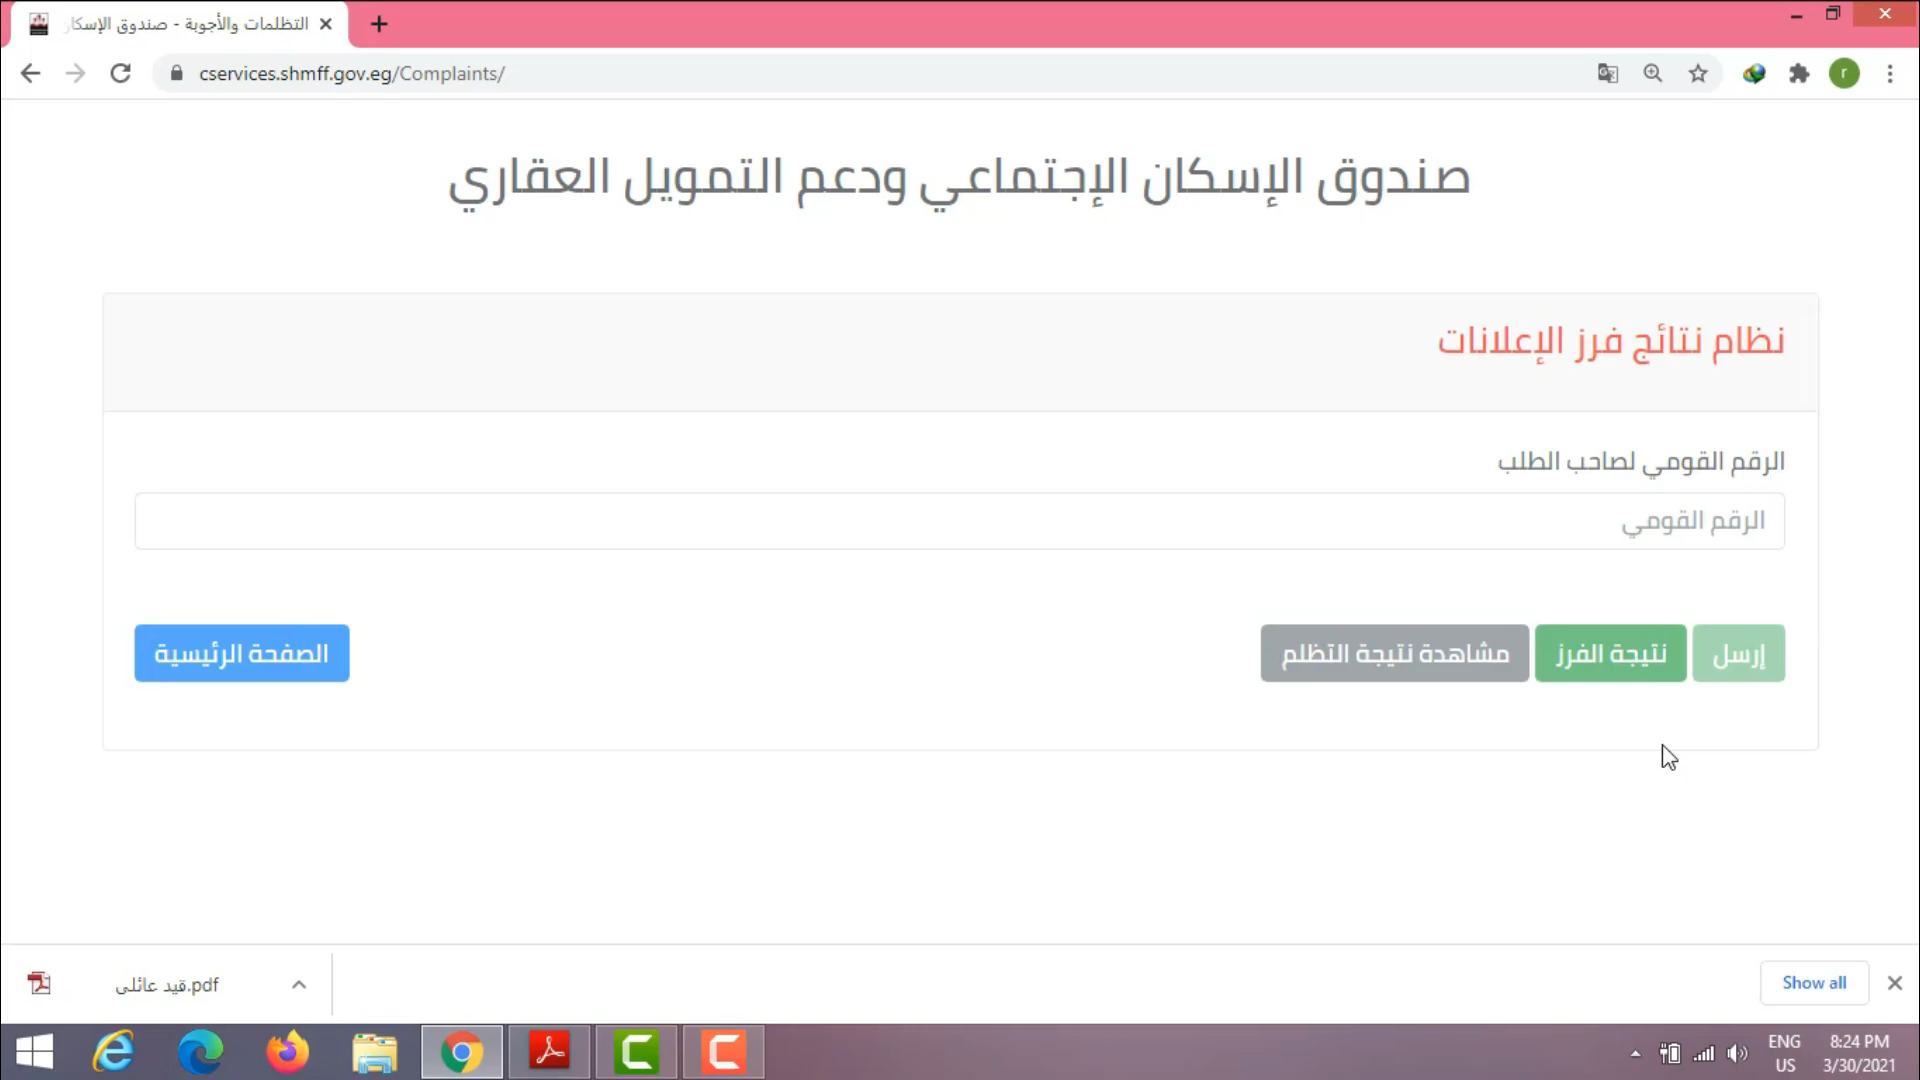 التظلمات والأجوبة - صندوق الإسكار
cservices.shmff.gov.eg/Complaints/
r
صندوق الإسكان الإجتماعي ودعم التمويل العقاري
نظام نتائج فرز الإعلانات
الرقم القومي لصاحب الطلب
الرقم القومي
إرسل
نتيجة الفرز
مشاهدة نتيجة التظلم
الصفحة الرئيسية
قيد عائلى.pdf
Show all
ENG
US
8:24 PM
3/30/2021